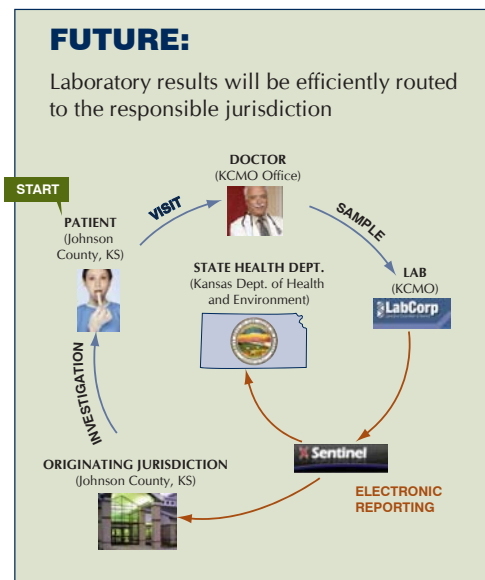 FUTURE:
Laboratory results will be efficiently routed
to the responsible jurisdiction
START
PATIENT
(Johnson
County, KS)
VISIT
DOCTOR
(KCMO Office)
SAMPLE
LAB
(KCMO)
LabCorp
STATE HEALTH DEPT.
(Kansas Dept. of Health
and Environment)
Sentinel
ELECTRONIC
REPORTING
ORIGINATING JURISDICTION
(Johnson County, KS)
INVESTIGATION